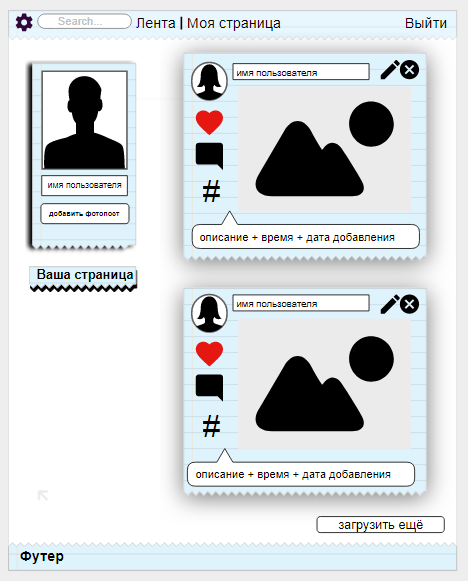 Search...
Лента | Моя страница
Выйти
имя пользователя
добавить фотопост
Ваша страница
имя пользователя
#
описание + время + дата добавления
имя пользователя
#
описание + время + дата добавления
загрузить ещё
Футер